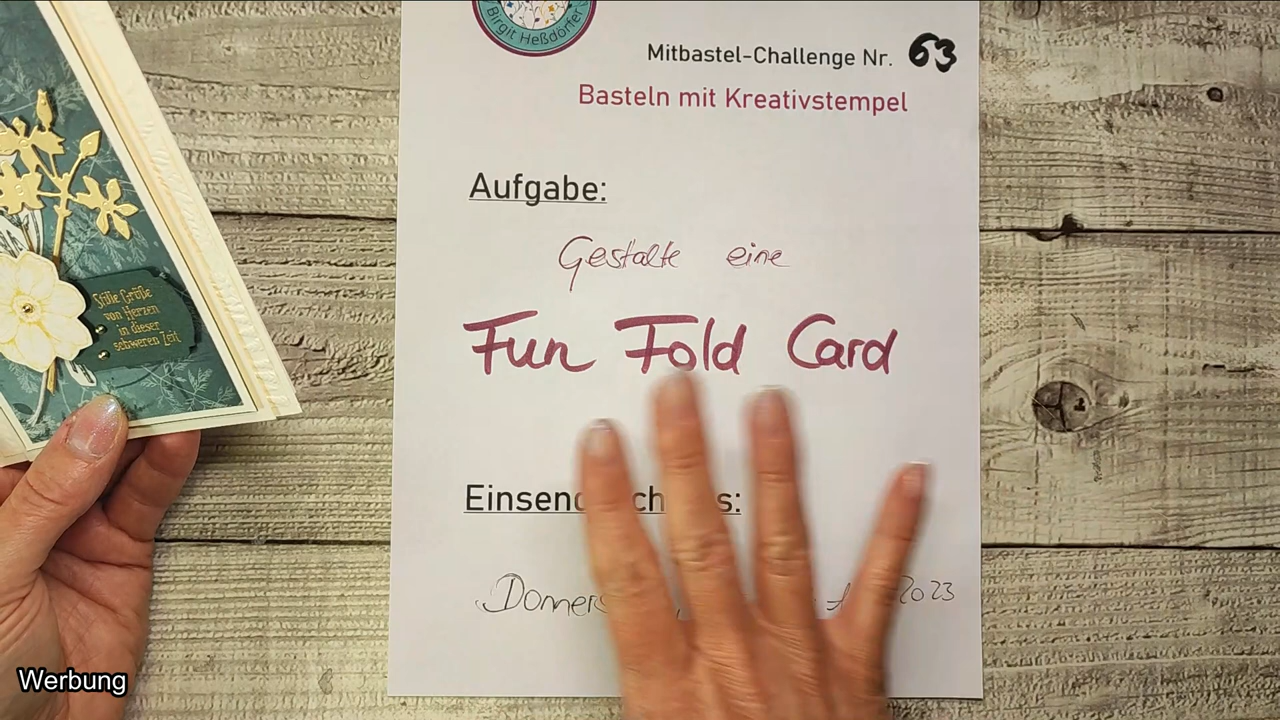 Birgit Heßdörfer
Mitbastel-Challenge Nr. 63
Basteln mit Kreativstempel
Aufgabe:
Gestalte eine
Fun Fold Card
2023
Stille Grüße
von Herzen
in dieser
schweren Zeit
Werbung